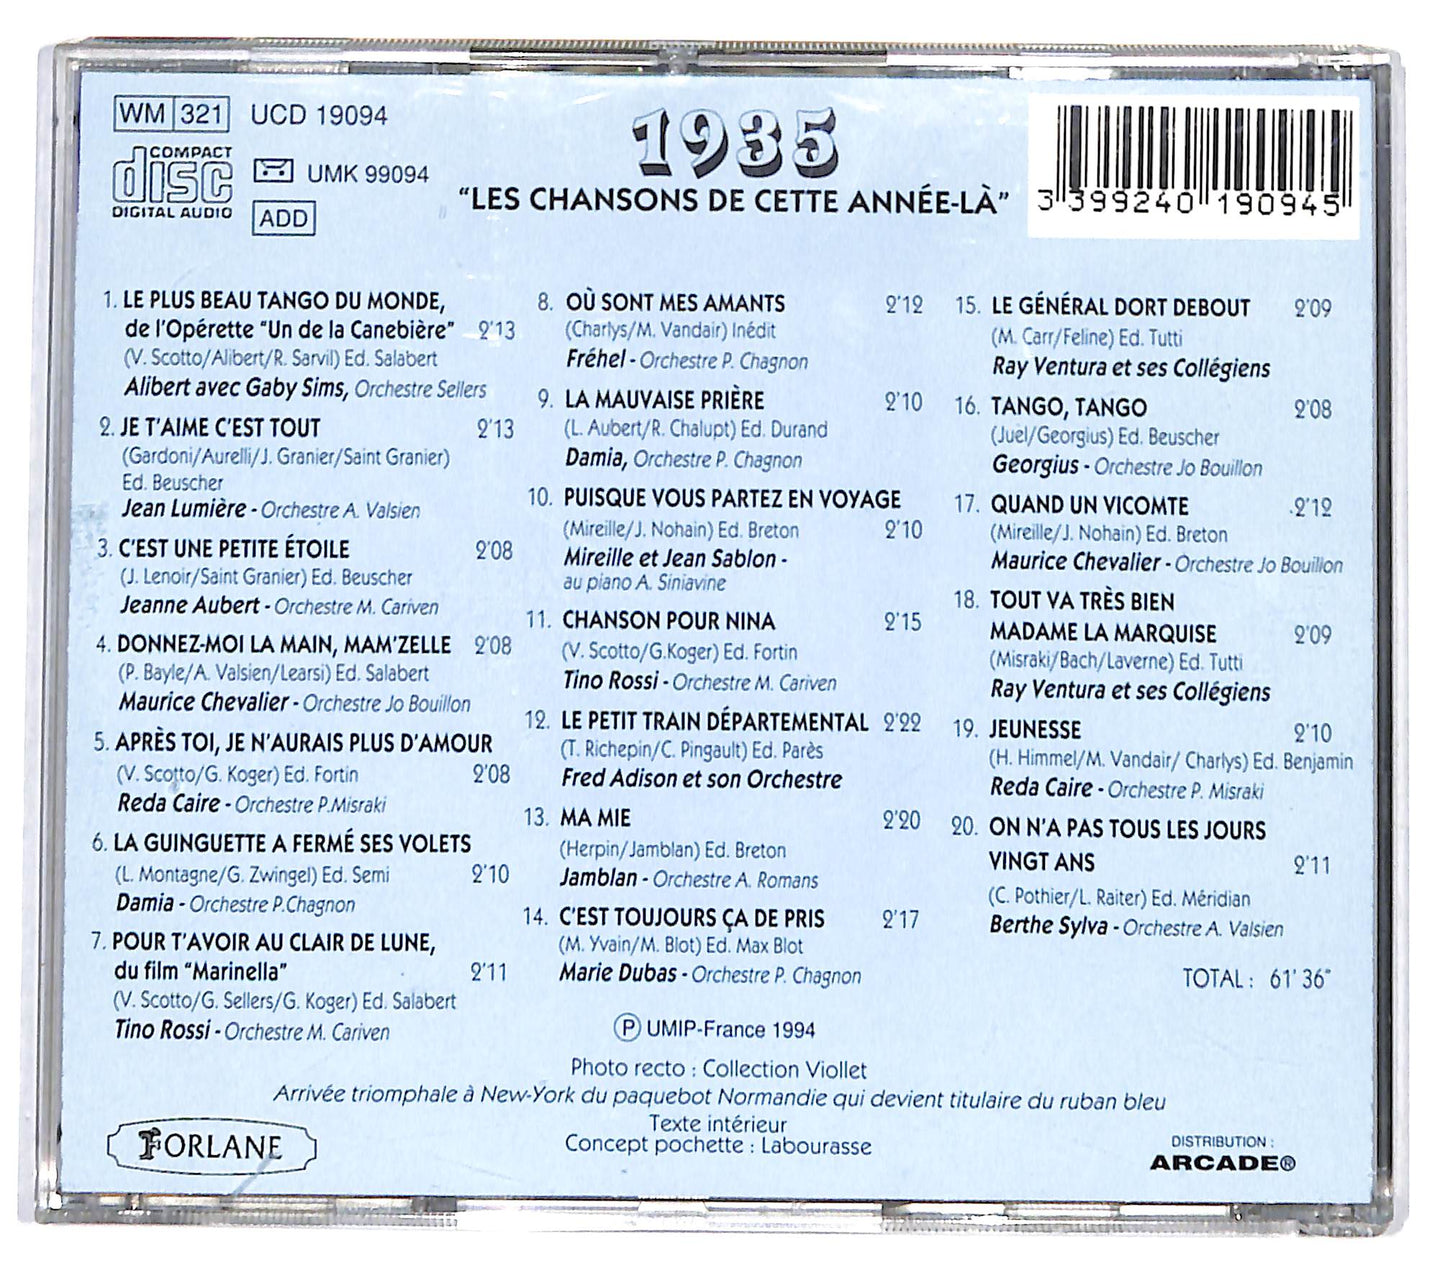 WM 321 UCD 19094
COMPACT
disc
DIGITAL AUDIO
UMK 99094
ADD
1935
"LES CHANSONS DE CETTE ANNÉE-LÀ"
3 399240 190945
1. LE PLUS BEAU TANGO DU MONDE,
de l'Opérette "Un de la Canebière" 2'13
(V. Scotto/Alibert/R. Sarvil) Ed. Salabert
Alibert avec Gaby Sims, Orchestre Sellers
2. JE T'AIME C'EST TOUT 2'13
(Gardoni/Aurelli/J. Granier/Saint Granier)
Ed. Beuscher
Jean Lumière - Orchestre A. Valsien
3. C'EST UNE PETITE ÉTOILE 2'08
(J. Lenoir/Saint Granier) Ed. Beuscher
Jeanne Aubert - Orchestre M. Cariven
4. DONNEZ-MOI LA MAIN, MAM'ZELLE 2'08
(P. Bayle/A. Valsien/Learsi) Ed. Salabert
Maurice Chevalier - Orchestre Jo Bouillon
5. APRÈS TOI, JE N'AURAIS PLUS D'AMOUR
(V. Scotto/G. Koger) Ed. Fortin 2'08
Reda Caire - Orchestre P.Misraki
6. LA GUINGUETTE A FERMÉ SES VOLETS
(L. Montagne/G. Zwingel) Ed. Semi 2'10
Damia - Orchestre P.Chagnon
7. POUR T'AVOIR AU CLAIR DE LUNE,
du film "Marinella" 2'11
(V. Scotto/G. Sellers/G. Koger) Ed. Salabert
Tino Rossi - Orchestre M. Cariven
8. OÙ SONT MES AMANTS 2'12
(Charlys/M. Vandair) Inédit
Fréhel - Orchestre P. Chagnon
9. LA MAUVAISE PRIÈRE 2'10
(L. Aubert/R. Chalupt) Ed. Durand
Damia, Orchestre P. Chagnon
10. PUISQUE VOUS PARTEZ EN VOYAGE
(Mireille/J. Nohain) Ed. Breton 2'10
Mireille et Jean Sablon -
au piano A. Siniavine
11. CHANSON POUR NINA 2'15
(V. Scotto/G.Koger) Ed. Fortin
Tino Rossi - Orchestre M. Cariven
12. LE PETIT TRAIN DÉPARTEMENTAL 2'22
(T. Richepin/C. Pingault) Ed. Parès
Fred Adison et son Orchestre
13. MA MIE 2'20
(Herpin/Jamblan) Ed. Breton
Jamblan - Orchestre A. Romans
14. C'EST TOUJOURS ÇA DE PRIS 2'17
(M. Yvain/M. Blot) Ed. Max Blot
Marie Dubas - Orchestre P. Chagnon
15. LE GÉNÉRAL DORT DEBOUT 2'09
(M. Carr/Feline) Ed. Tutti
Ray Ventura et ses Collégiens
16. TANGO, TANGO 2'08
(Juel/Georgius) Ed. Beuscher
Georgius - Orchestre Jo Bouillon
17. QUAND UN VICOMTE 2'12
(Mireille/J. Nohain) Ed. Breton
Maurice Chevalier - Orchestre Jo Bouillon
18. TOUT VA TRÈS BIEN
MADAME LA MARQUISE 2'09
(Misraki/Bach/Laverne) Ed. Tutti
Ray Ventura et ses Collégiens
19. JEUNESSE 2'10
(H. Himmel/M. Vandair/ Charlys) Ed. Benjamin
Reda Caire - Orchestre P. Misraki
20. ON N'A PAS TOUS LES JOURS
VINGT ANS 2'11
(C. Pothier/L. Raiter) Ed. Méridian
Berthe Sylva - Orchestre A. Valsien
TOTAL : 61' 36"
Ⓟ UMIP-France 1994
Photo recto : Collection Viollet
Arrivée triomphale à New-York du paquebot Normandie qui devient titulaire du ruban bleu
Texte intérieur
Concept pochette : Labourasse
FORLANE
DISTRIBUTION :
ARCADE®